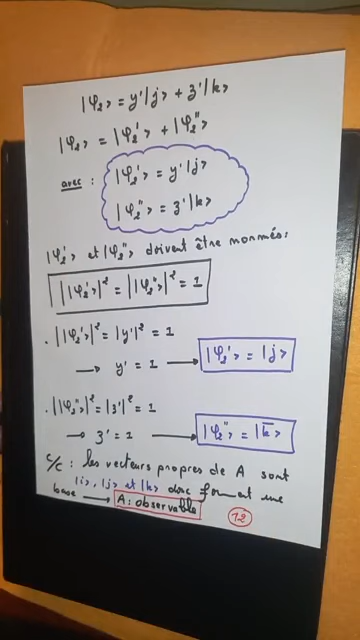 |φ₂> = y'|j> + z'|k>
|φ₂> = |φ₂'> + |φ₂''>
avec : |φ₂'> = y'|j>
|φ₂''> = z'|k>
|φ₂'> et |φ₂''> doivent être normés:
||φ₂'>|² = ||φ₂''>|² = 1
. ||φ₂'>|² = |y'|² = 1
→ y' = 1 → |φ₂'> = |j>
. ||φ₂''>|² = |z'|² = 1
→ z' = 1 → |φ₂''> = |k>
C/C : les vecteurs propres de A sont
|i>, |j> et |k> donc forment une
base → A : observable
12